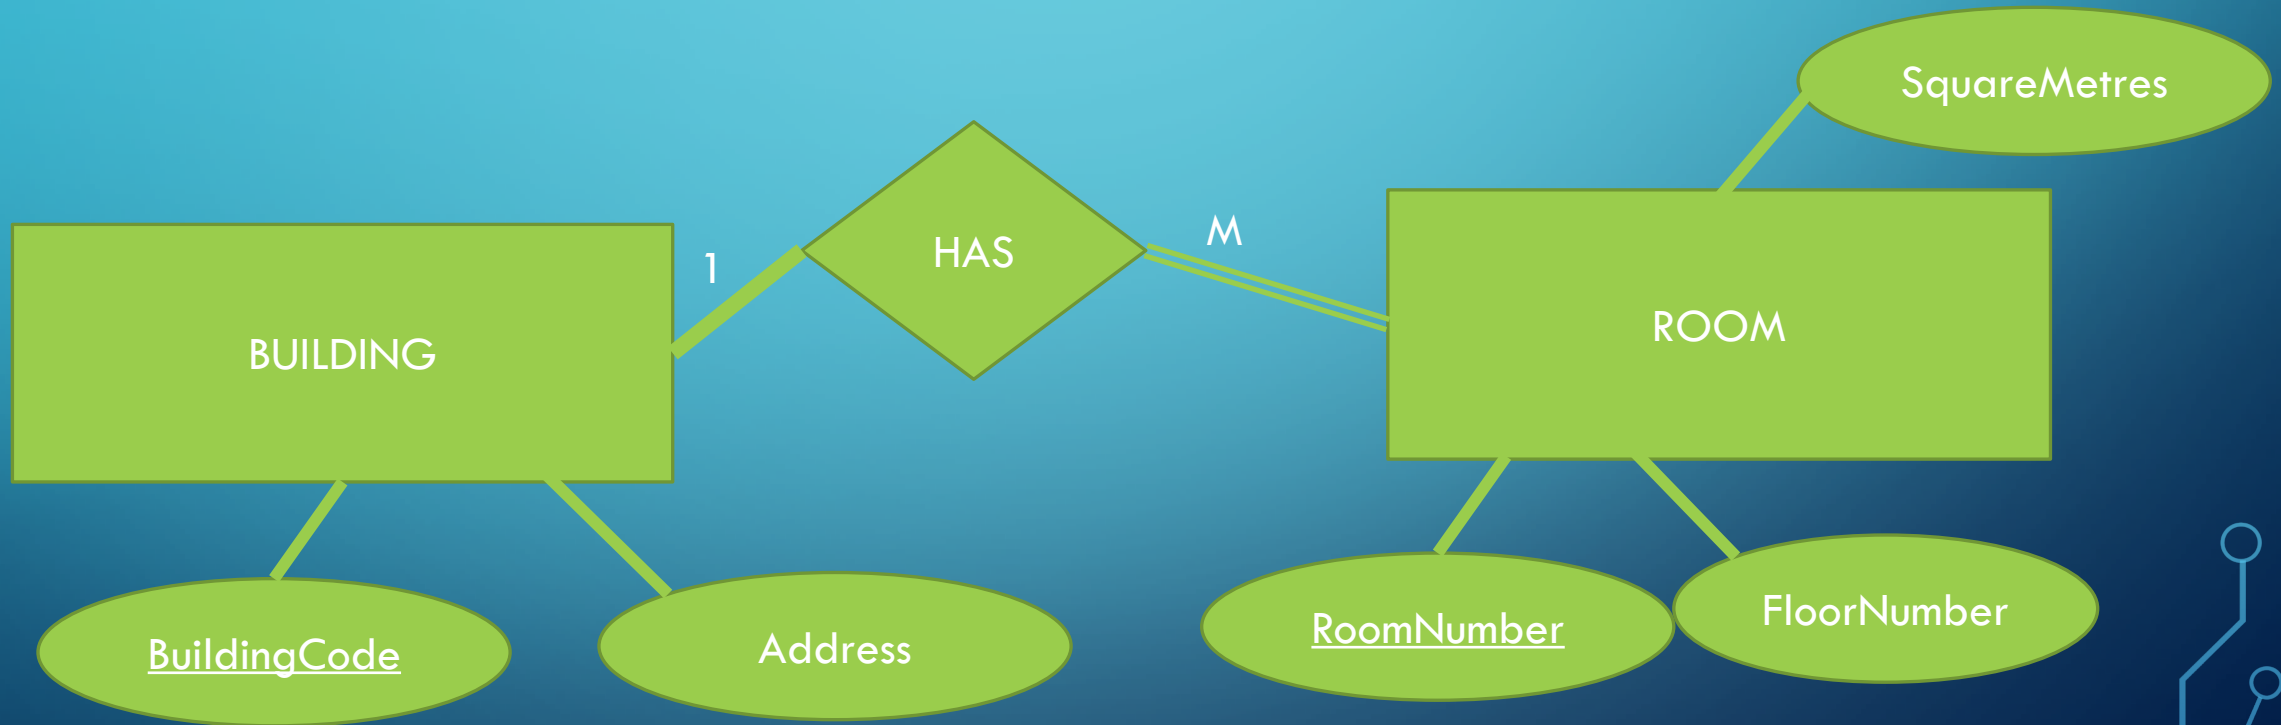 SquareMetres
HAS
M
1
ROOM
BUILDING
BuildingCode
Address
RoomNumber
FloorNumber